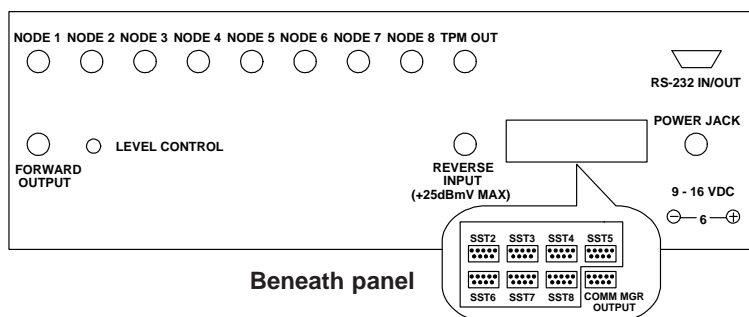 NODE 1 NODE 2 NODE 3 NODE 4 NODE 5 NODE 6 NODE 7 NODE 8 TPM OUT
RS-232 IN/OUT
POWER JACK
LEVEL CONTROL
FORWARD
OUTPUT
REVERSE
INPUT
(+25dBmV MAX)
9 - 16 VDC
6
SST2 SST3 SST4 SST5
Beneath panel
SST6 SST7 SST8 COMM MGR
OUTPUT